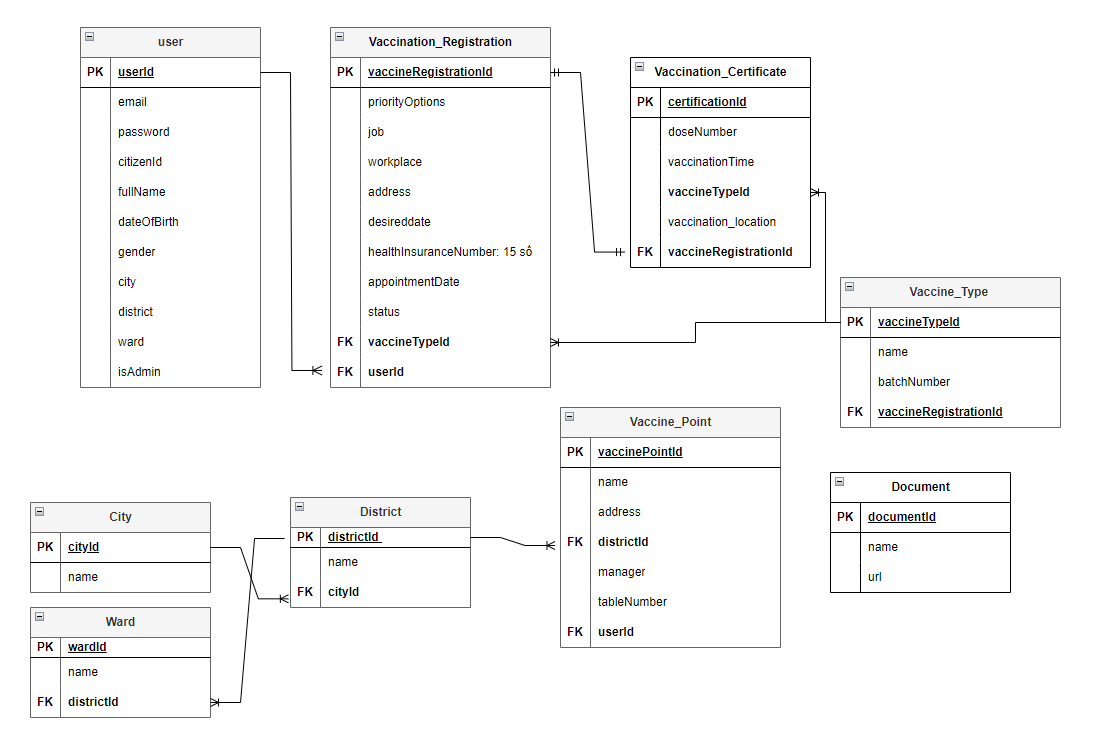 user
PK userId
email
password
citizenId
fullName
dateOfBirth
gender
city
district
ward
isAdmin
Vaccination_Registration
PK vaccineRegistrationId
priorityOptions
job
workplace
address
desireddate
healthInsuranceNumber: 15 sô
appointmentDate
status
FK vaccineTypeId
FK userId
Vaccination_Certificate
PK certificationId
doseNumber
vaccinationTime
vaccineTypeId
vaccination_location
FK vaccineRegistrationId
Vaccine_Type
PK vaccineTypeId
name
batchNumber
FK vaccineRegistrationId
Vaccine_Point
PK vaccinePointId
name
address
FK districtId
manager
tableNumber
FK userId
Document
PK documentId
name
url
City
PK cityId
name
District
PK districtId
name
FK cityId
Ward
PK wardId
name
FK districtId